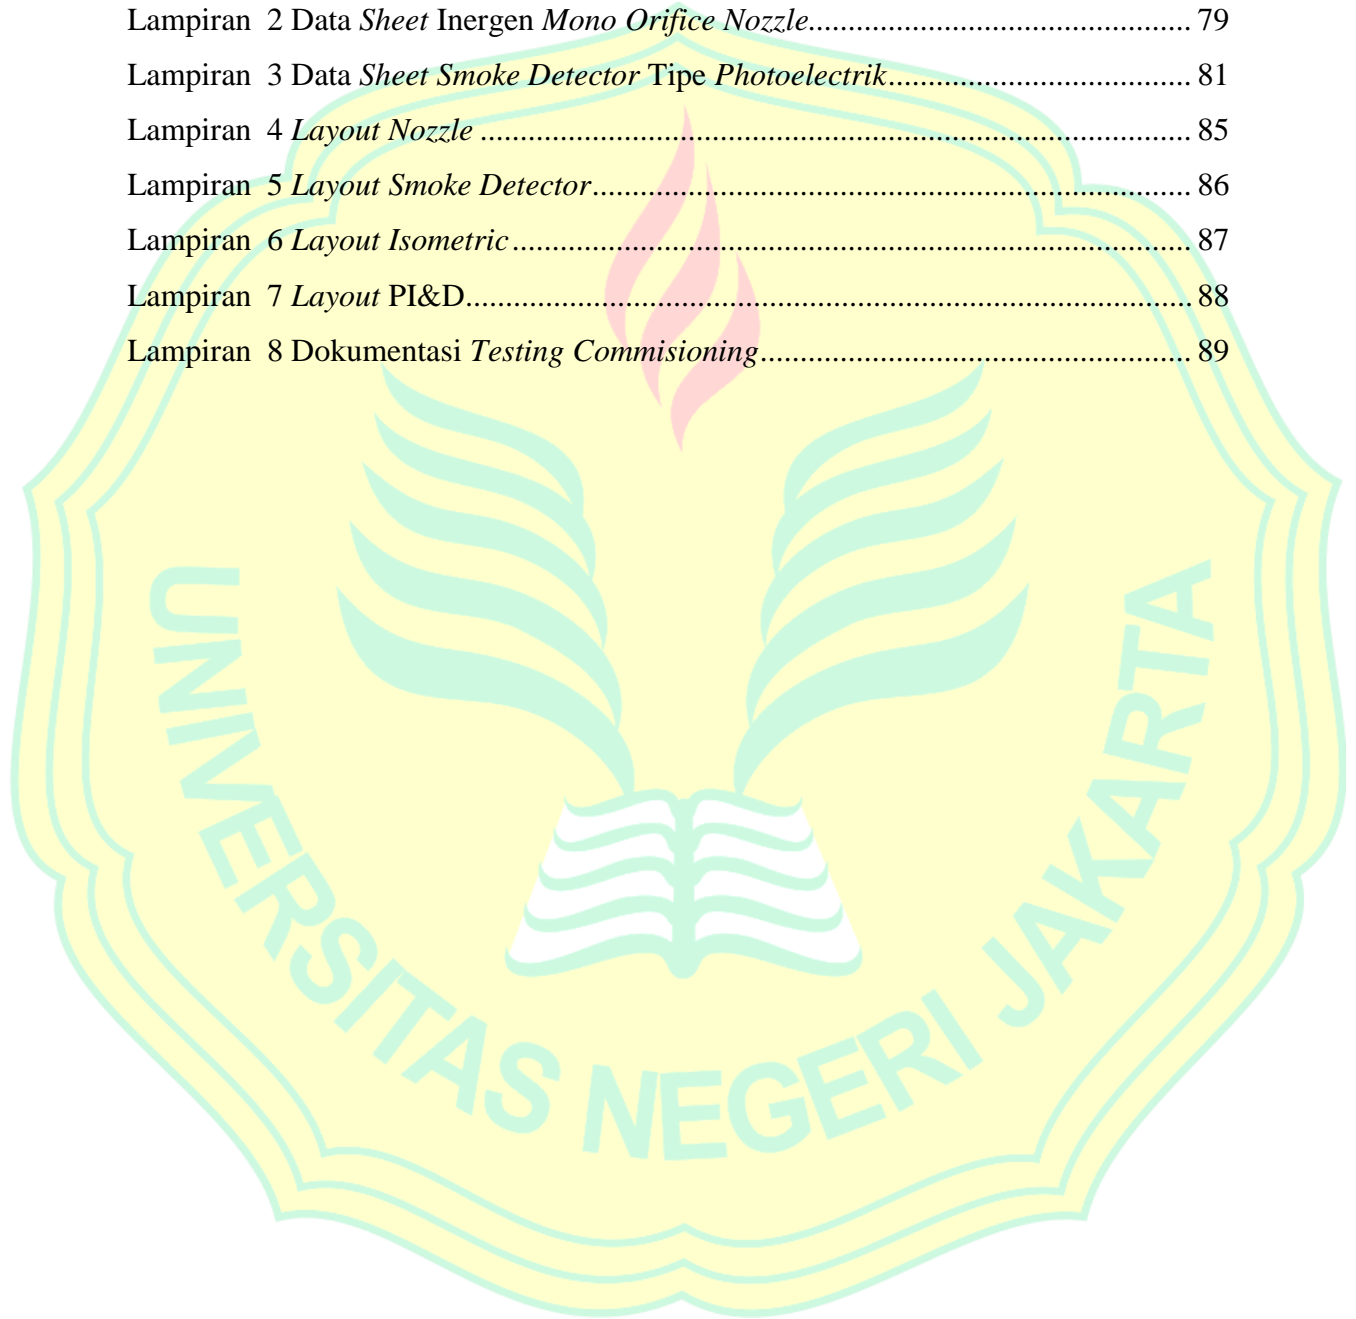 Lampiran 2 Data Sheet Inergen Mono Orifice Nozzle................................................ 79
Lampiran 3 Data Sheet Smoke Detector Tipe Photoelectrik...................................... 81
Lampiran 4 Layout Nozzle ......................................................................................... 85
Lampiran 5 Layout Smoke Detector........................................................................... 86
Lampiran 6 Layout Isometric..................................................................................... 87
Lampiran 7 Layout PI&D........................................................................................... 88
Lampiran 8 Dokumentasi Testing Commisioning...................................................... 89
UNIVERSITAS NEGERI JAKARTA